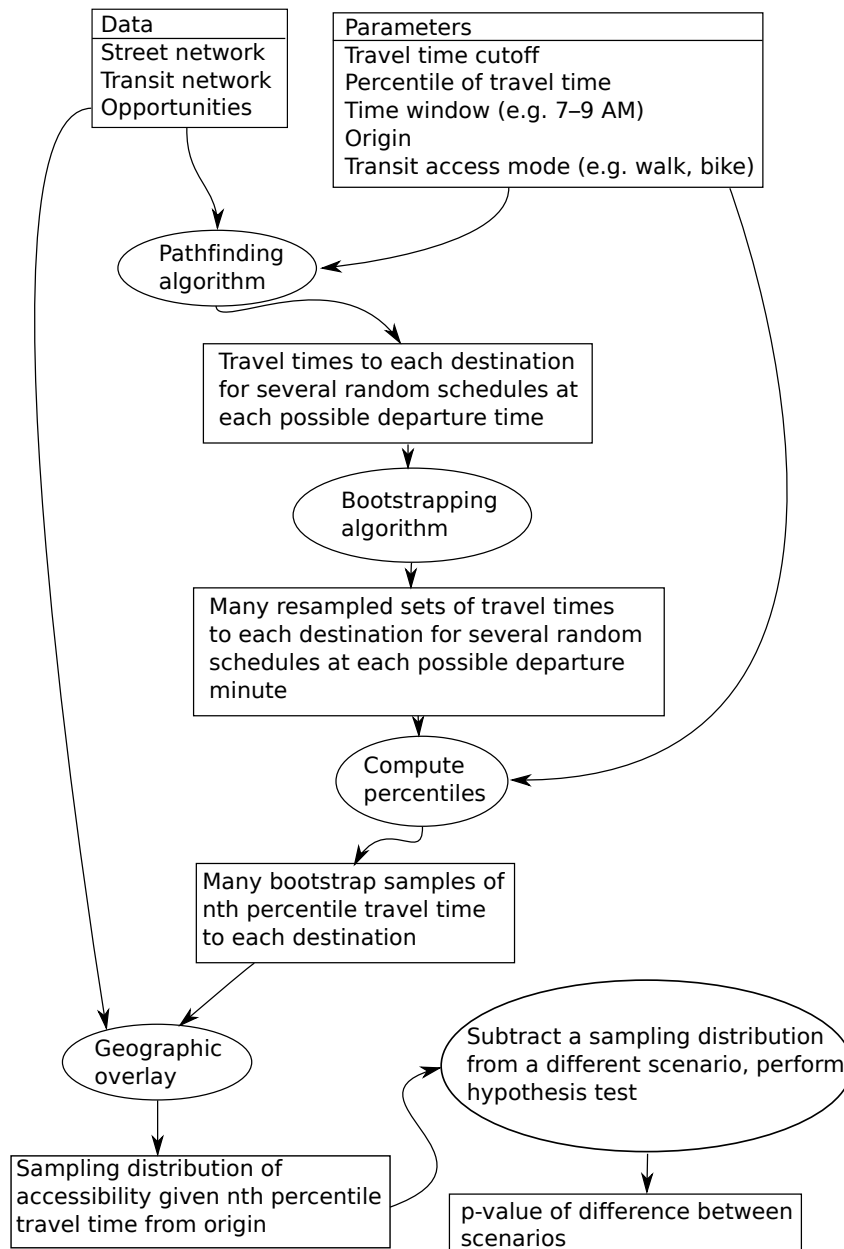 Data
Street network
Transit network
Opportunities
Parameters
Travel time cutoff
Percentile of travel time
Time window (e.g. 7–9 AM)
Origin
Transit access mode (e.g. walk, bike)
Pathfinding
algorithm
Travel times to each destination
for several random schedules at
each possible departure time
Bootstrapping
algorithm
Many resampled sets of travel times
to each destination for several random
schedules at each possible departure
minute
Compute
percentiles
Many bootstrap samples of
nth percentile travel time
to each destination
Geographic
overlay
Subtract a sampling distribution
from a different scenario, perform
hypothesis test
Sampling distribution of
accessibility given nth percentile
travel time from origin
p-value of difference between
scenarios